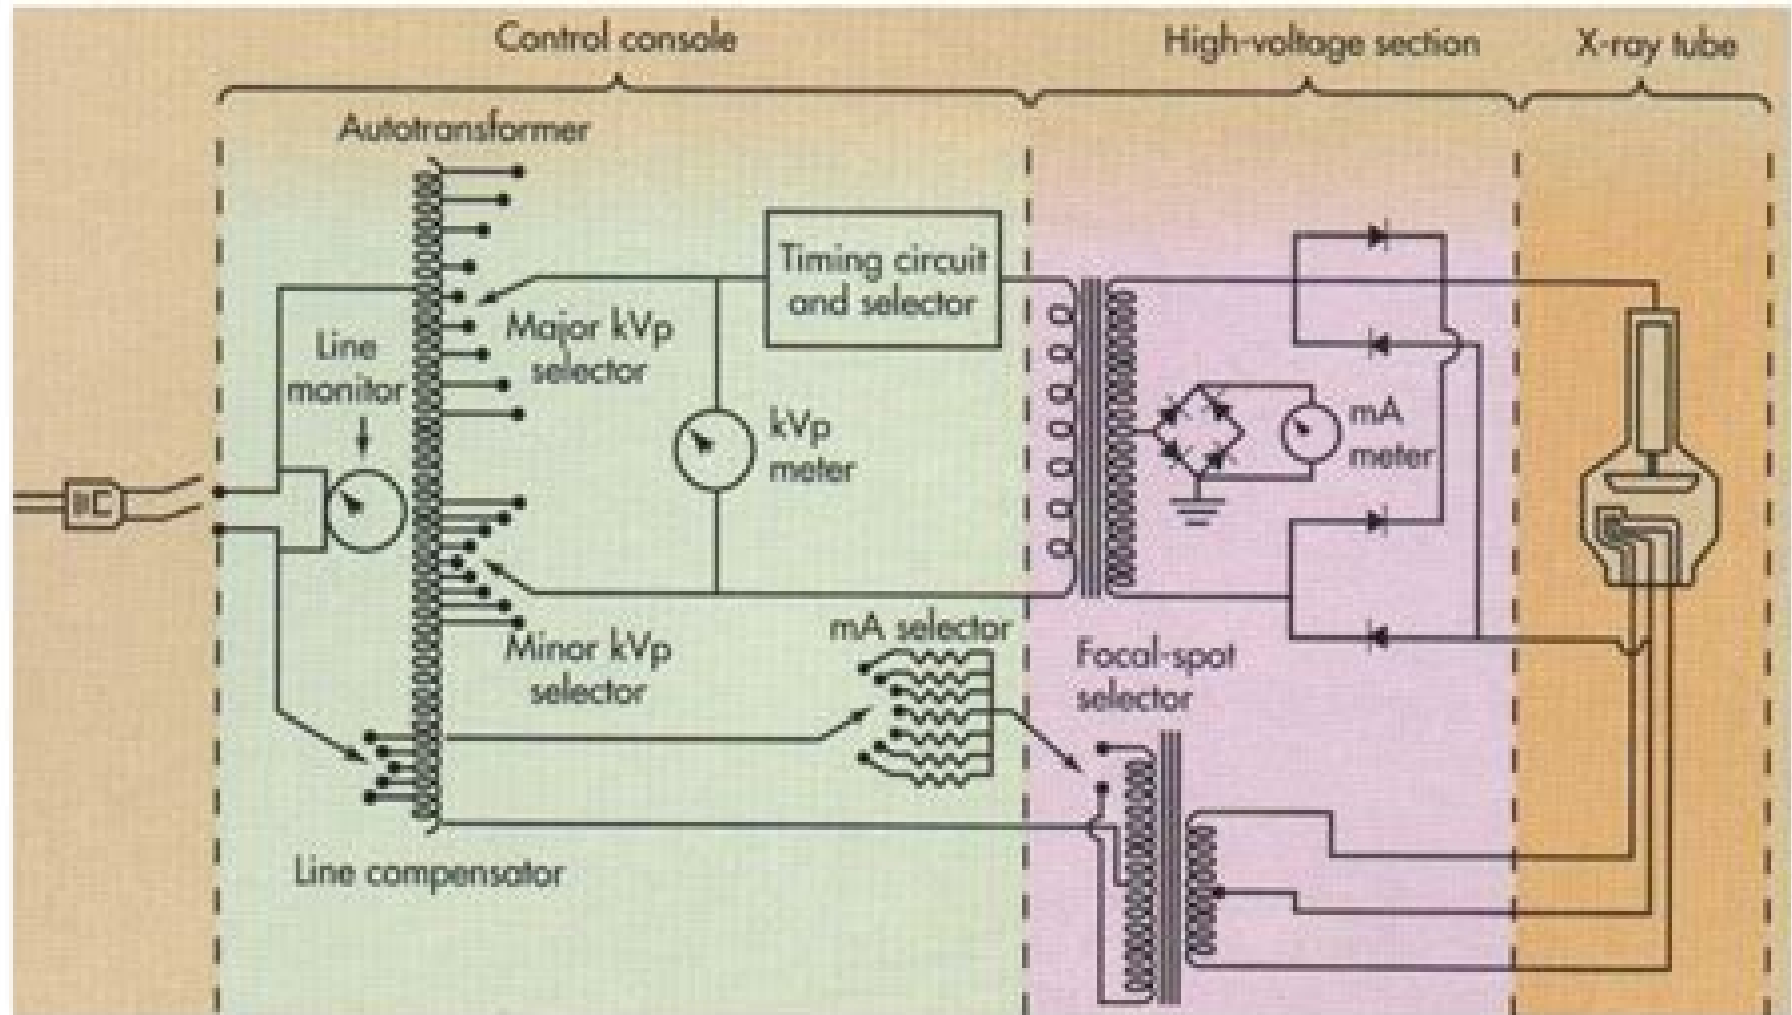 Control console
High-voltage section
X-ray tube
Autotransformer
Timing circuit
and selector
Major kVp
selector
Line
monitor
kVp
meter
mA
meter
Minor kVp
selector
mA selector
Focal-spot
selector
Line compensator